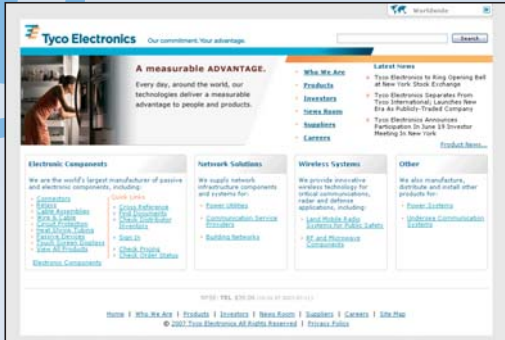 Worldwide
Tyco Electronics
Our commitment. Your advantage.
Search
A measurable ADVANTAGE.
Every day, around the world, our
technologies deliver a measurable
advantage to people and products.
Who We Are
Products
Investors
News Room
Suppliers
Careers
Latest News
Tyco Electronics to Ring Opening Bell
at New York Stock Exchange
Tyco Electronics Separates From
Tyco International; Launches New
Era As Publicly-Traded Company
Tyco Electronics Announces
Participation In June 19 Investor
Meeting In New York
Product News...
Electronic Components
We are the world's largest manufacturer of passive
and electronic components, including:
Connectors
Relays
Cable Assemblies
Wire & Cable
Circuit Protection
Heat Shrink Tubing
Passive Devices
Touch Screen Displays
View All Products
Electronic Components
Quick Links
Cross Reference
Find Documents
Check Distributor
Inventory
Sign In
Check Pricing
Check Order Status
Network Solutions
We supply network
infrastructure components
and systems for:
Power Utilities
Communication Service
Providers
Building Networks
Wireless Systems
We provide innovative
wireless technology for
critical communications,
radar and defense
applications, including:
Land Mobile Radio
Systems for Public Safety
RF and Microwave
Components
Other
We also manufacture,
distribute and install other
products for:
Power Systems
Undersea Communication
Systems
NYSE: TEL
Home | Who We Are | Products | Investors | News Room | Suppliers | Careers | Site Map
© 2007 Tyco Electronics All Rights Reserved | Privacy Policy